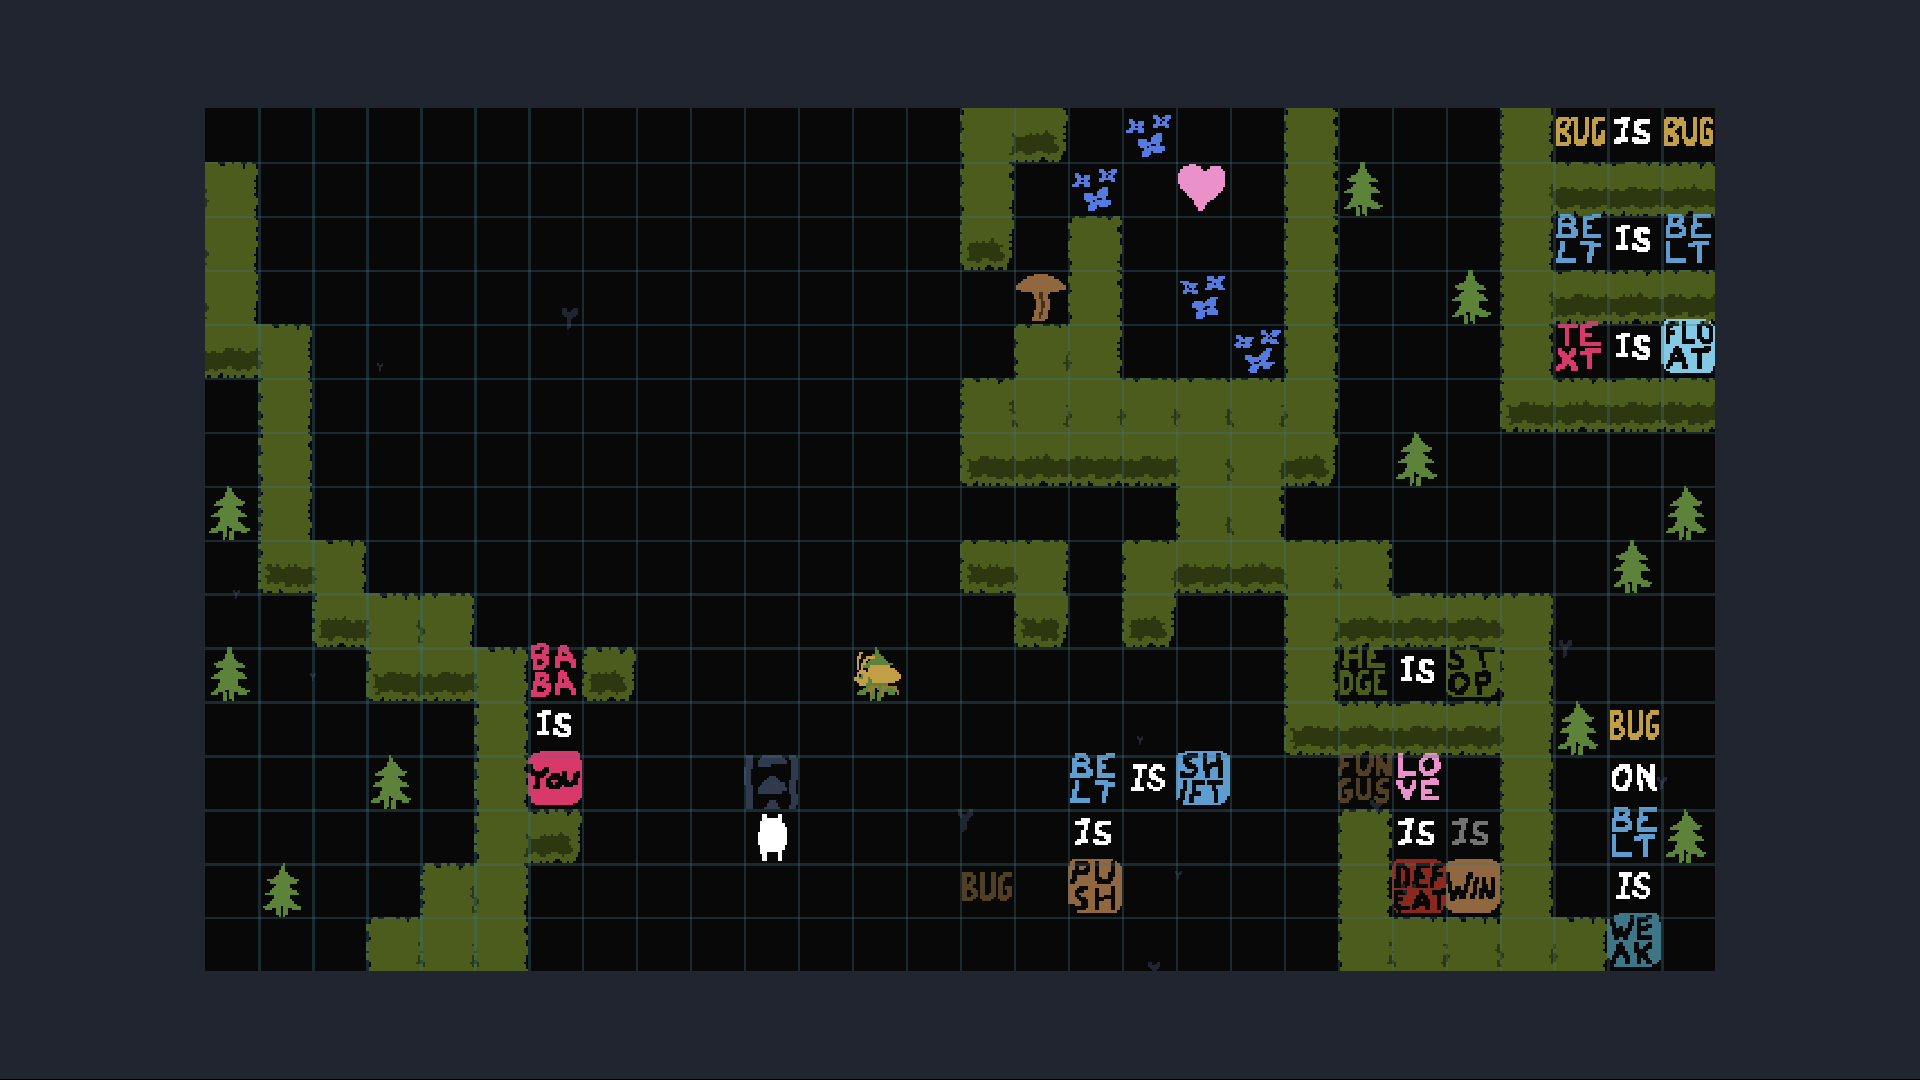 BUG IS BUG
BELT IS BELT
TEXT IS FLOAT
BABA
HEDGE IS STOP
IS
BUG
YOU
BELT IS SHIFT
FUNGUS LOVE
ON
IS
IS IS
BELT
BUG
PUSH
DEFEAT WIN
IS
WEAK